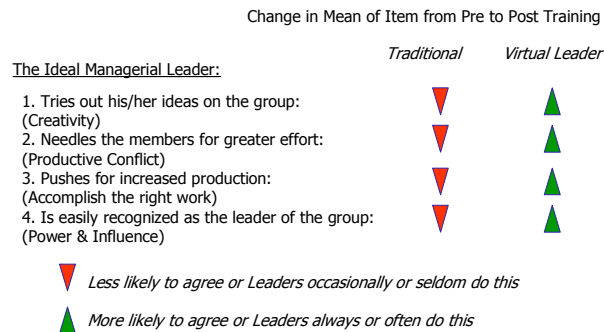 Change in Mean of Item from Pre to Post Training
Traditional Virtual Leader
The Ideal Managerial Leader:
1. Tries out his/her ideas on the group:
(Creativity)
2. Needles the members for greater effort:
(Productive Conflict)
3. Pushes for increased production:
(Accomplish the right work)
4. Is easily recognized as the leader of the group:
(Power & Influence)
Less likely to agree or Leaders occasionally or seldom do this
More likely to agree or Leaders always or often do this